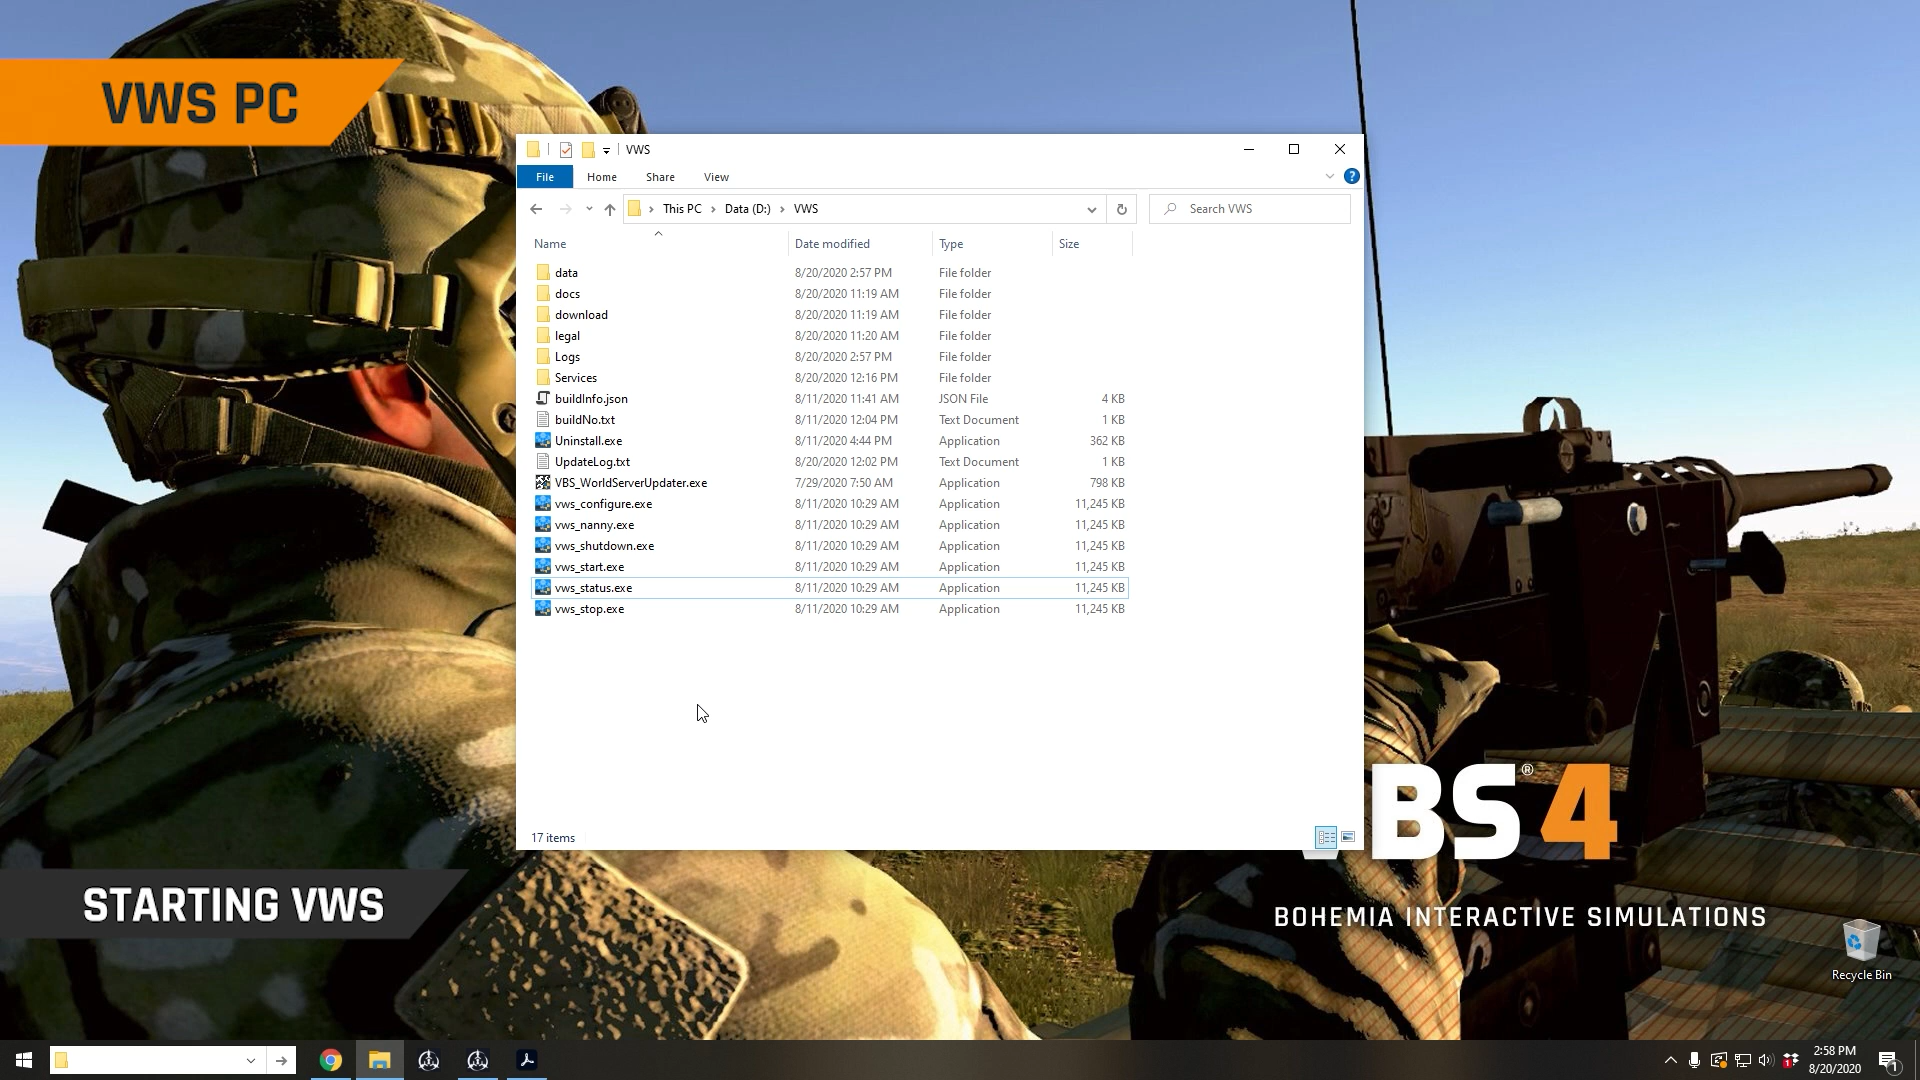 VWS PC
VWS
File Home Share View
This PC Data (D:) VWS Search VWS
Name Date modified Type Size
data 8/20/2020 2:57 PM File folder
docs 8/20/2020 11:19 AM File folder
download 8/20/2020 11:19 AM File folder
legal 8/20/2020 11:20 AM File folder
Logs 8/20/2020 2:57 PM File folder
Services 8/20/2020 12:16 PM File folder
buildInfo.json 8/11/2020 11:41 AM JSON File 4 KB
buildNo.txt 8/11/2020 12:04 PM Text Document 1 KB
Uninstall.exe 8/11/2020 4:44 PM Application 362 KB
UpdateLog.txt 8/20/2020 12:02 PM Text Document 1 KB
VBS_WorldServerUpdater.exe 7/29/2020 7:50 AM Application 798 KB
vws_configure.exe 8/11/2020 10:29 AM Application 11,245 KB
vws_nanny.exe 8/11/2020 10:29 AM Application 11,245 KB
vws_shutdown.exe 8/11/2020 10:29 AM Application 11,245 KB
vws_start.exe 8/11/2020 10:29 AM Application 11,245 KB
vws_status.exe 8/11/2020 10:29 AM Application 11,245 KB
vws_stop.exe 8/11/2020 10:29 AM Application 11,245 KB
17 items
BS®4
STARTING VWS
BOHEMIA INTERACTIVE SIMULATIONS
Recycle Bin
2:58 PM
8/20/2020
1
1